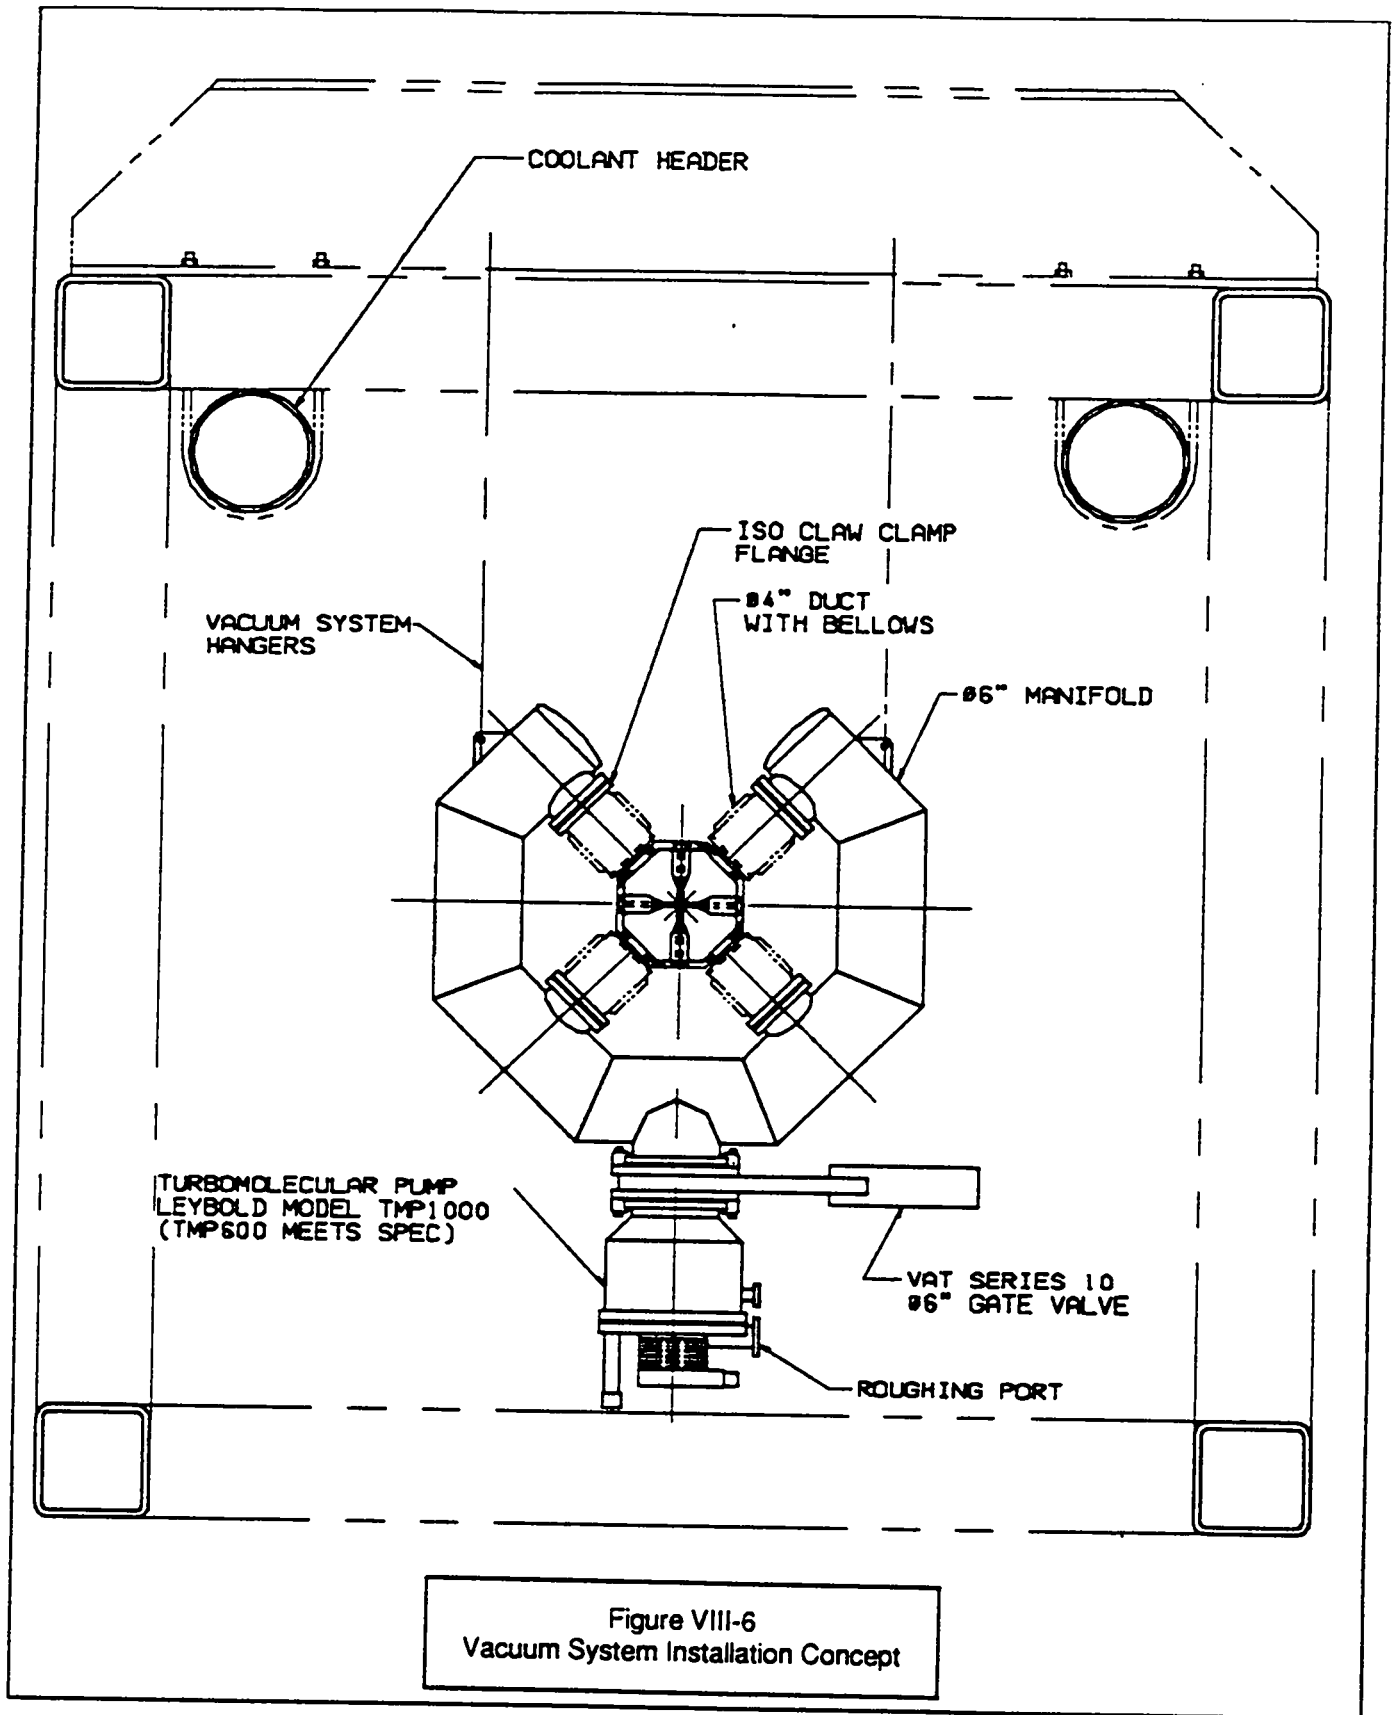 COOLANT HEADER
ISO CLAW CLAMP
FLANGE
ø4" DUCT
WITH BELLOWS
VACUUM SYSTEM
HANGERS
ø6" MANIFOLD
TURBOMOLECULAR PUMP
LEYBOLD MODEL TMP1000
(TMP600 MEETS SPEC)
VAT SERIES 10
ø6" GATE VALVE
ROUGHING PORT
Figure VIII-6
Vacuum System Installation Concept